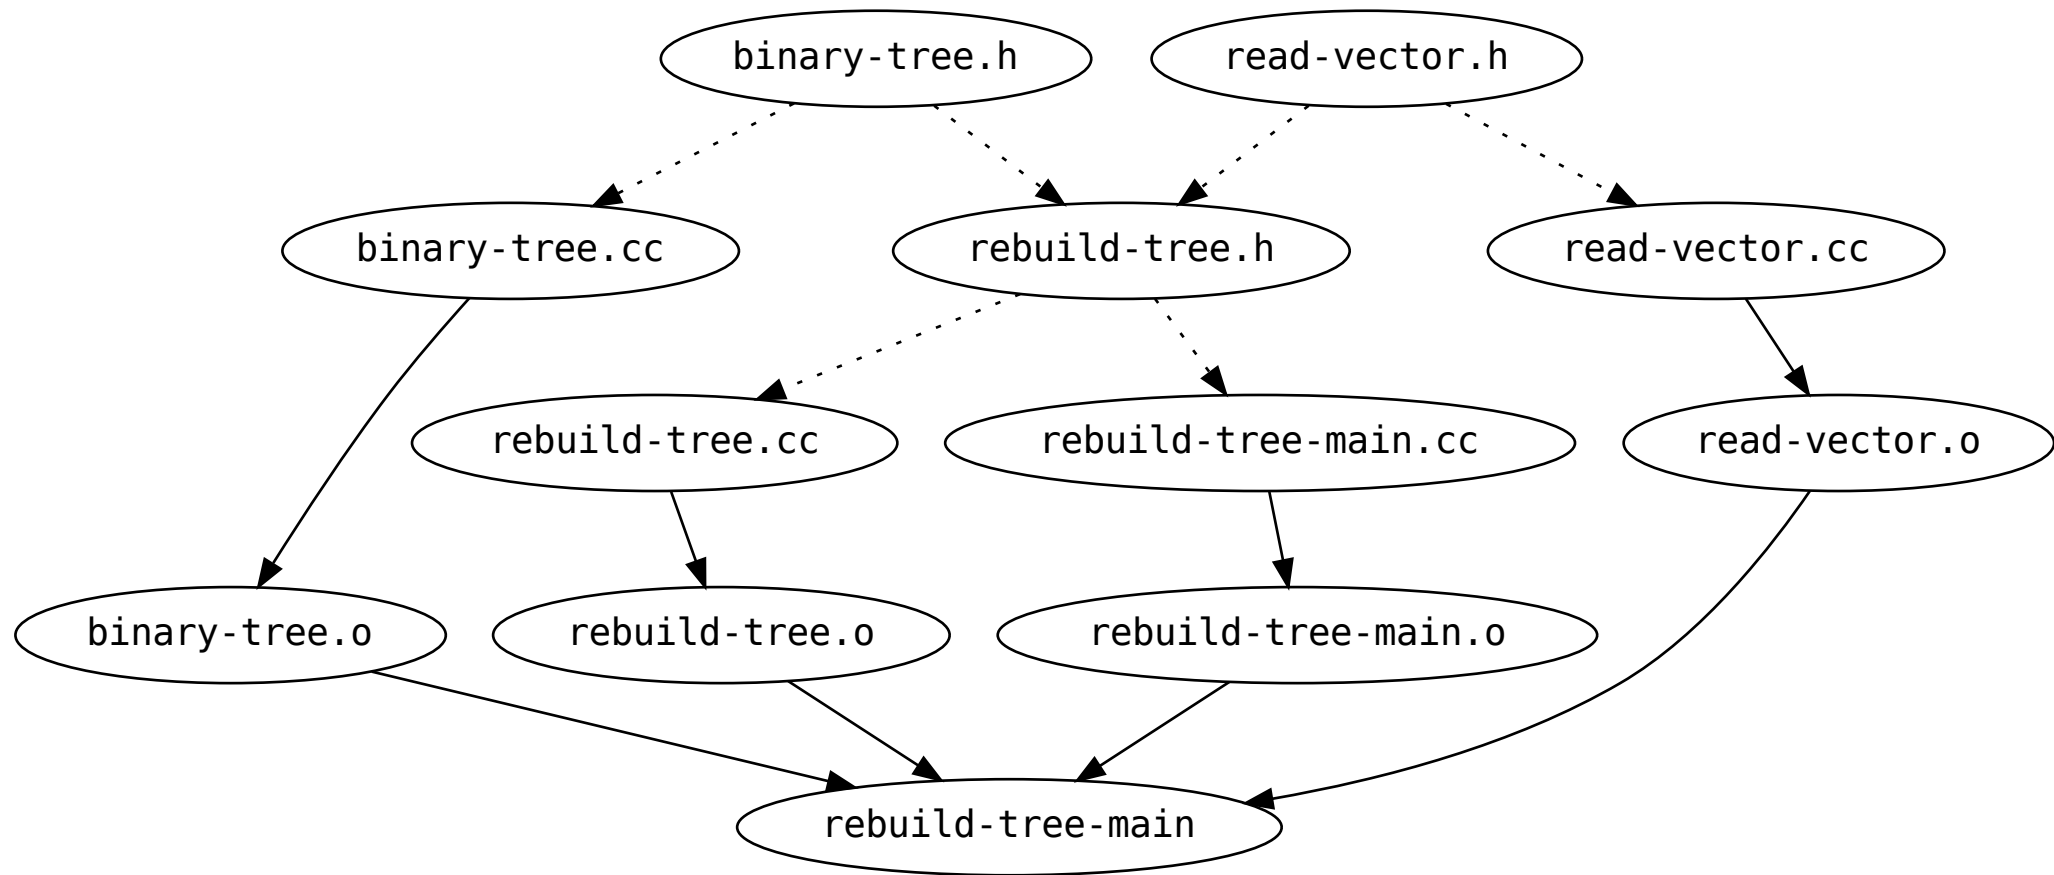 binary-tree.h
read-vector.h
binary-tree.cc
rebuild-tree.h
read-vector.cc
rebuild-tree.cc
rebuild-tree-main.cc
read-vector.o
binary-tree.o
rebuild-tree.o
rebuild-tree-main.o
rebuild-tree-main